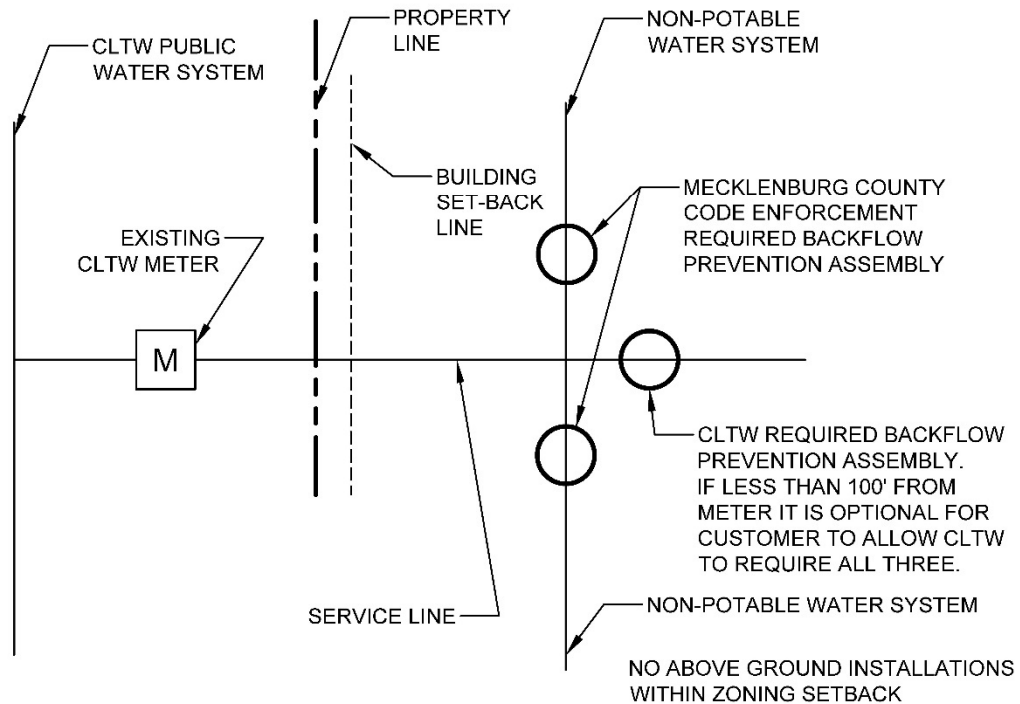 CLTW PUBLIC
WATER SYSTEM
PROPERTY
LINE
NON-POTABLE
WATER SYSTEM
BUILDING
SET-BACK
LINE
MECKLENBURG COUNTY
CODE ENFORCEMENT
REQUIRED BACKFLOW
PREVENTION ASSEMBLY
EXISTING
CLTW METER
M
CLTW REQUIRED BACKFLOW
PREVENTION ASSEMBLY.
IF LESS THAN 100' FROM
METER IT IS OPTIONAL FOR
CUSTOMER TO ALLOW CLTW
TO REQUIRE ALL THREE.
SERVICE LINE
NON-POTABLE WATER SYSTEM
NO ABOVE GROUND INSTALLATIONS
WITHIN ZONING SETBACK